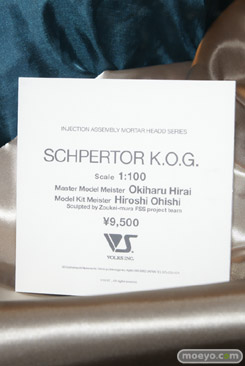 INJECTION ASSEMBLY MORTAR HEADD SERIES
SCHPERTOR K.O.G.
Scale 1:100
Master Model Meister Okiharu Hirai
Model Kit Meister Hiroshi Ohishi
Sculpted by Zoukei-mura FSS project team
¥9,500
VS
VOLKS INC.
moeyo.com